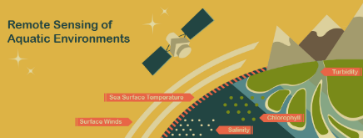 Remote Sensing of
Aquatic Environments
Turbidity
Sea Surface Temperature
Chlorophyll
Surface Winds
Salinity